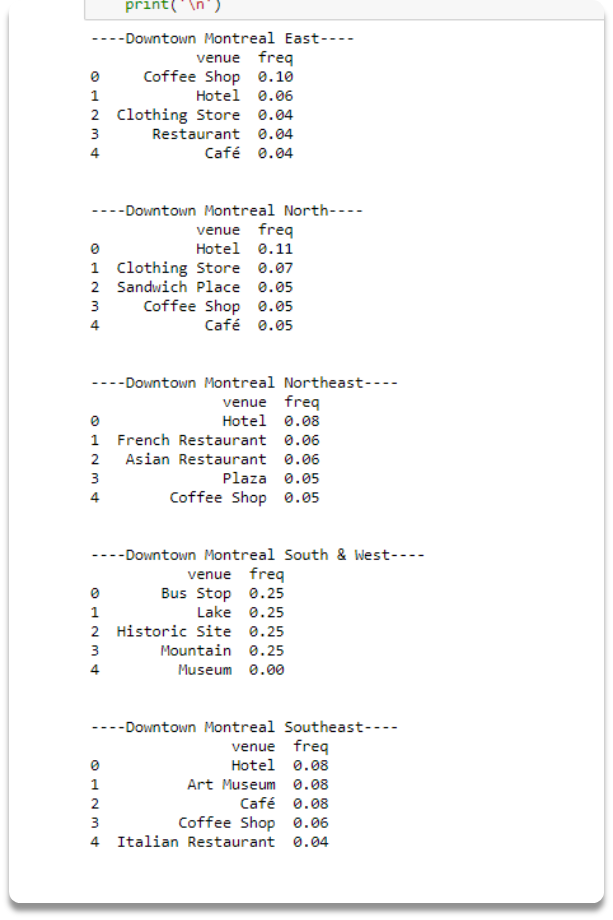 print('\n')
----Downtown Montreal East----
venue freq
0 Coffee Shop 0.10
1 Hotel 0.06
2 Clothing Store 0.04
3 Restaurant 0.04
4 Café 0.04
----Downtown Montreal North----
venue freq
0 Hotel 0.11
1 Clothing Store 0.07
2 Sandwich Place 0.05
3 Coffee Shop 0.05
4 Café 0.05
----Downtown Montreal Northeast----
venue freq
0 Hotel 0.08
1 French Restaurant 0.06
2 Asian Restaurant 0.06
3 Plaza 0.05
4 Coffee Shop 0.05
----Downtown Montreal South & West----
venue freq
0 Bus Stop 0.25
1 Lake 0.25
2 Historic Site 0.25
3 Mountain 0.25
4 Museum 0.00
----Downtown Montreal Southeast----
venue freq
0 Hotel 0.08
1 Art Museum 0.08
2 Café 0.08
3 Coffee Shop 0.06
4 Italian Restaurant 0.04